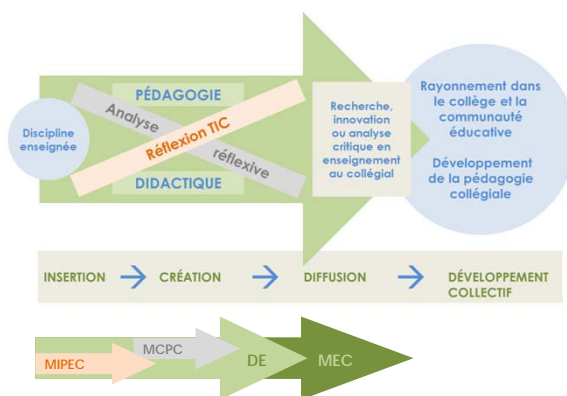 Discipline
enseignée
PÉDAGOGIE
Analyse
réflexive
Réflexion TIC
DIDACTIQUE
Recherche,
innovation
ou analyse
critique en
enseignement
au collégial
Rayonnement dans
le collège et la
communauté
éducative
Développement
de la pédagogie
collégiale
INSERTION → CRÉATION → DIFFUSION → DÉVELOPPEMENT
COLLECTIF
MIPEC
MCPC
DE
MEC